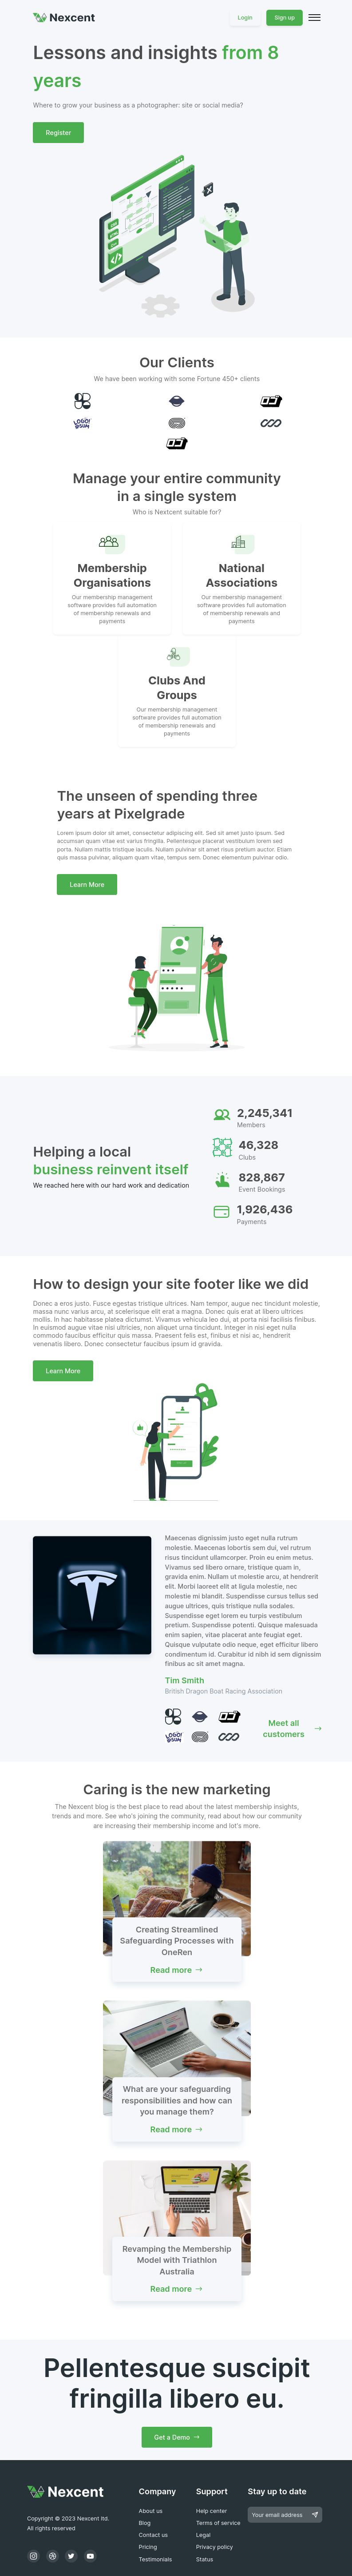 Nexcent
Login
Sign up
Lessons and insights from 8
years
Where to grow your business as a photographer: site or social media?
Register
Our Clients
We have been working with some Fortune 450+ clients
LOGO!
IPSUM
Manage your entire community
in a single system
Who is Nextcent suitable for?
Membership
Organisations
Our membership management
software provides full automation
of membership renewals and
payments
National
Associations
Our membership management
software provides full automation
of membership renewals and
payments
Clubs And
Groups
Our membership management
software provides full automation
of membership renewals and
payments
The unseen of spending three
years at Pixelgrade
Lorem ipsum dolor sit amet, consectetur adipiscing elit. Sed sit amet justo ipsum. Sed
accumsan quam vitae est varius fringilla. Pellentesque placerat vestibulum lorem sed
porta. Nullam mattis tristique iaculis. Nullam pulvinar sit amet risus pretium auctor. Etiam
quis massa pulvinar, aliquam quam vitae, tempus sem. Donec elementum pulvinar odio.
Learn More
Helping a local
business reinvent itself
We reached here with our hard work and dedication
2,245,341
Members
46,328
Clubs
828,867
Event Bookings
1,926,436
Payments
How to design your site footer like we did
Donec a eros justo. Fusce egestas tristique ultrices. Nam tempor, augue nec tincidunt molestie,
massa nunc varius arcu, at scelerisque elit erat a magna. Donec quis erat at libero ultrices
mollis. In hac habitasse platea dictumst. Vivamus vehicula leo dui, at porta nisi facilisis finibus.
In euismod augue vitae nisi ultricies, non aliquet urna tincidunt. Integer in nisi eget nulla
commodo faucibus efficitur quis massa. Praesent felis est, finibus et nisi ac, hendrerit
venenatis libero. Donec consectetur faucibus ipsum id gravida.
Learn More
Maecenas dignissim justo eget nulla rutrum
molestie. Maecenas lobortis sem dui, vel rutrum
risus tincidunt ullamcorper. Proin eu enim metus.
Vivamus sed libero ornare, tristique quam in,
gravida enim. Nullam ut molestie arcu, at hendrerit
elit. Morbi laoreet elit at ligula molestie, nec
molestie mi blandit. Suspendisse cursus tellus sed
augue ultrices, quis tristique nulla sodales.
Suspendisse eget lorem eu turpis vestibulum
pretium. Suspendisse potenti. Quisque malesuada
enim sapien, vitae placerat ante feugiat eget.
Quisque vulputate odio neque, eget efficitur libero
condimentum id. Curabitur id nibh id sem dignissim
finibus ac sit amet magna.
Tim Smith
British Dragon Boat Racing Association
LOGO!
IPSUM
Meet all
customers
Caring is the new marketing
The Nexcent blog is the best place to read about the latest membership insights,
trends and more. See who's joining the community, read about how our community
are increasing their membership income and lot's more.
Creating Streamlined
Safeguarding Processes with
OneRen
Read more
What are your safeguarding
responsibilities and how can
you manage them?
Read more
Revamping the Membership
Model with Triathlon
Australia
Read more
Pellentesque suscipit
fringilla libero eu.
Get a Demo
Nexcent
Copyright © 2023 Nextcent ltd.
All rights reserved
Company
About us
Blog
Contact us
Pricing
Testimonials
Support
Help center
Terms of service
Legal
Privacy policy
Status
Stay up to date
Your email address